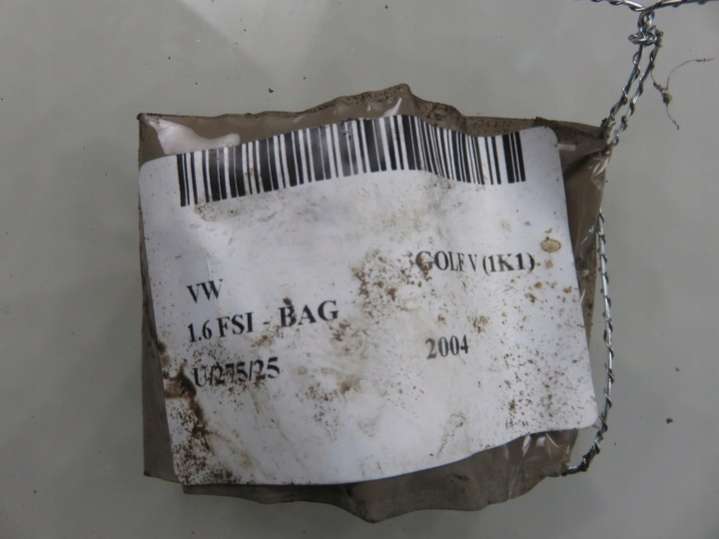 VW GOLF V (1K1)
1.6 FSI - BAG
U/275/25 2004